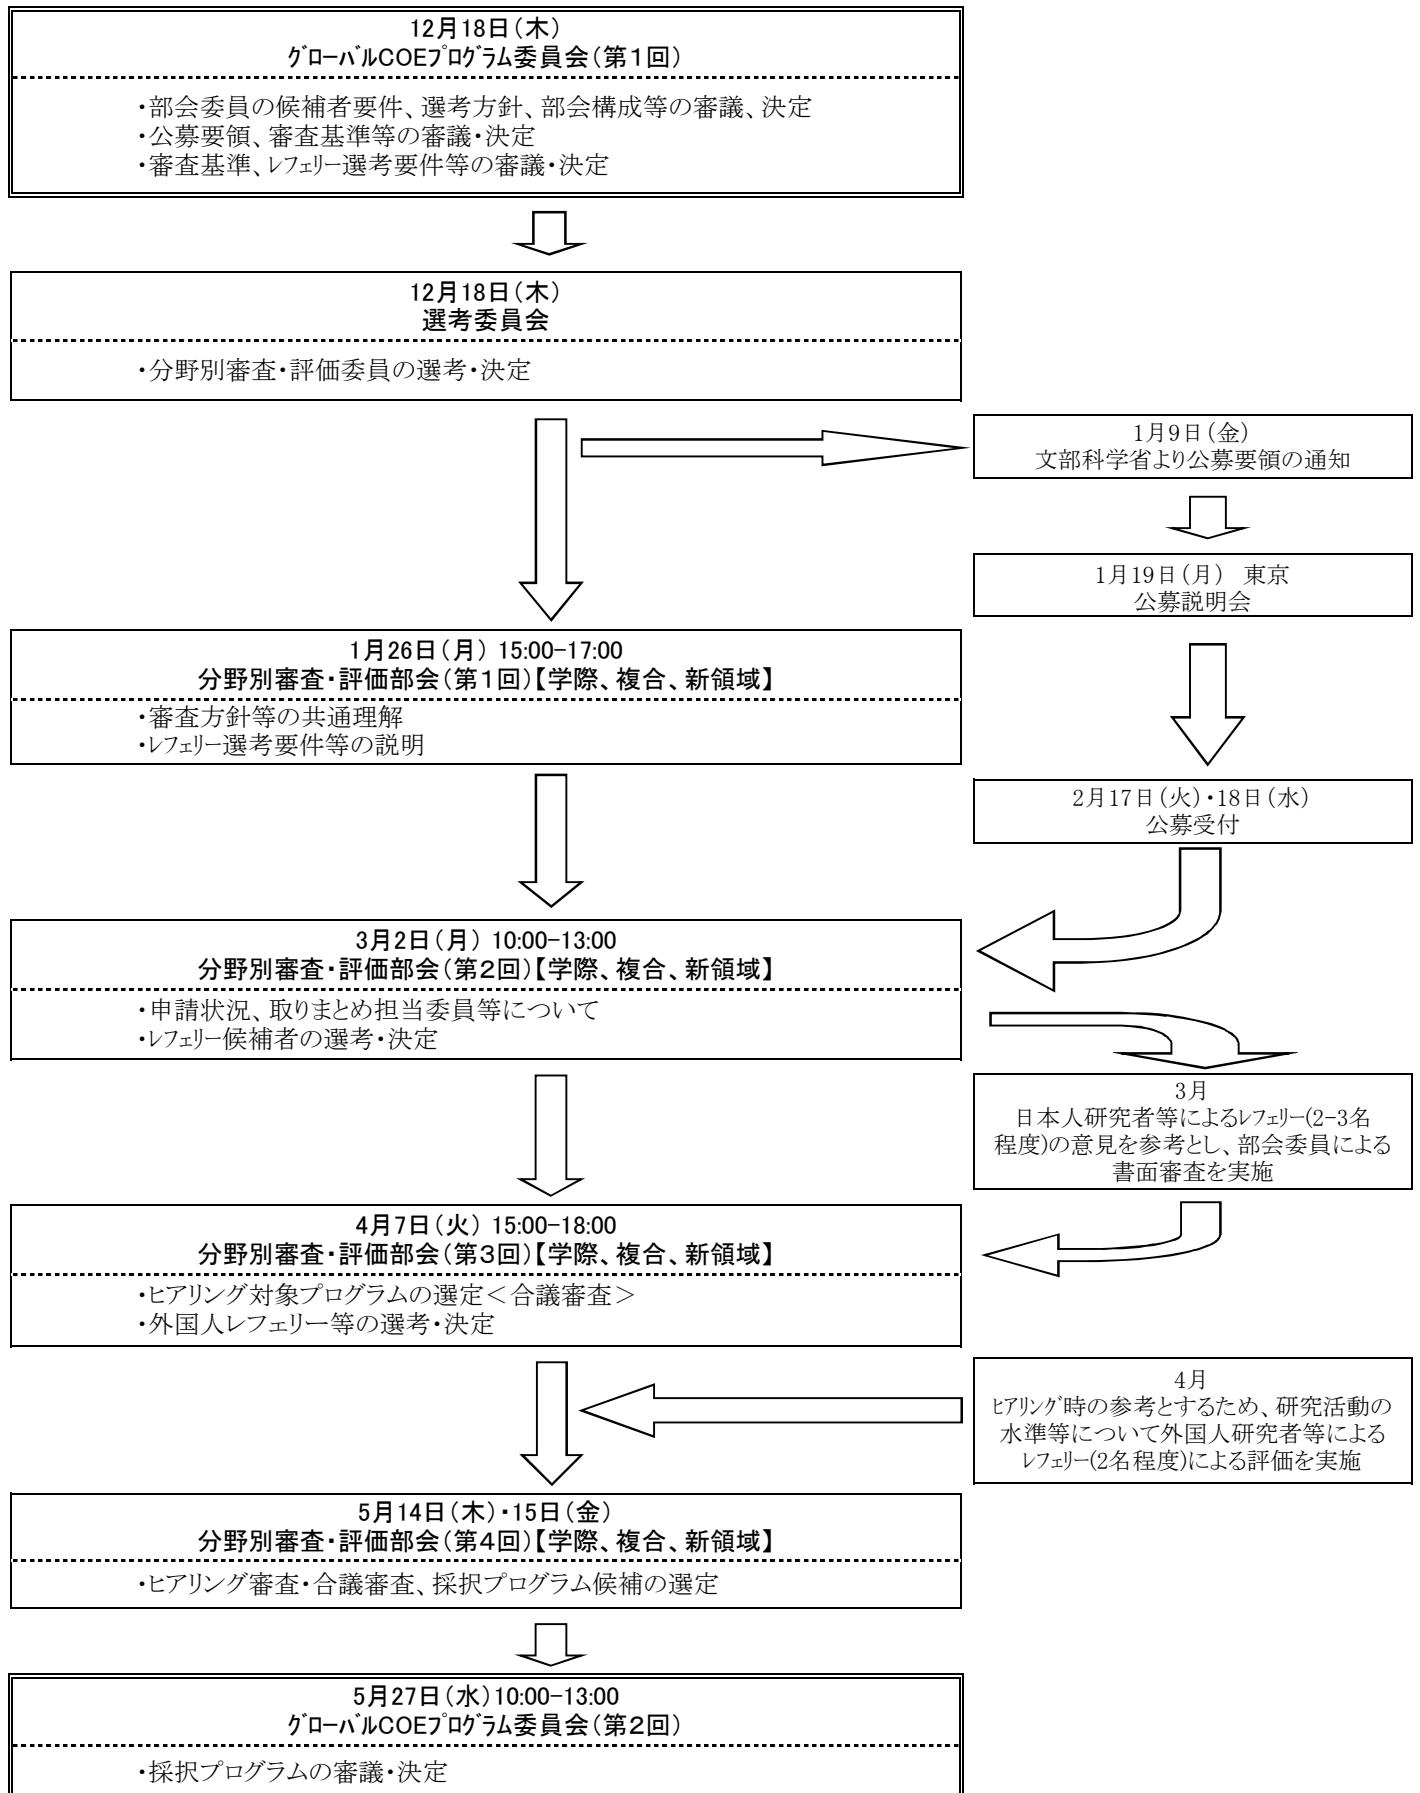 12月18日(木)
ｸﾞﾛｰﾊﾞﾙCOEﾌﾟﾛｸﾞﾗﾑ委員会(第1回)
・部会委員の候補者要件、選考方針、部会構成等の審議、決定
・公募要領、審査基準等の審議・決定
・審査基準、ﾚﾌｪﾘｰ選考要件等の審議・決定
12月18日(木)
選考委員会
・分野別審査・評価委員の選考・決定
1月9日(金)
文部科学省より公募要領の通知
1月19日(月)　東京
公募説明会
1月26日(月) 15:00-17:00
分野別審査・評価部会(第1回)【学際、複合、新領域】
・審査方針等の共通理解
・ﾚﾌｪﾘｰ選考要件等の説明
2月17日(火)・18日(水)
公募受付
3月2日(月) 10:00-13:00
分野別審査・評価部会(第2回)【学際、複合、新領域】
・申請状況、取りまとめ担当委員等について
・ﾚﾌｪﾘｰ候補者の選考・決定
3月
日本人研究者等によるﾚﾌｪﾘｰ(2-3名
程度)の意見を参考とし、部会委員による
書面審査を実施
4月7日(火) 15:00-18:00
分野別審査・評価部会(第3回)【学際、複合、新領域】
・ヒアリング対象プログラムの選定＜合議審査＞
・外国人レフェリー等の選考・決定
4月
ﾋｱﾘﾝｸﾞ時の参考とするため、研究活動の
水準等について外国人研究者等による
ﾚﾌｪﾘｰ(2名程度)による評価を実施
5月14日(木)・15日(金)
分野別審査・評価部会(第4回)【学際、複合、新領域】
・ヒアリング審査・合議審査、採択プログラム候補の選定
5月27日(水)10:00-13:00
ｸﾞﾛｰﾊﾞﾙCOEﾌﾟﾛｸﾞﾗﾑ委員会(第2回)
・採択プログラムの審議・決定